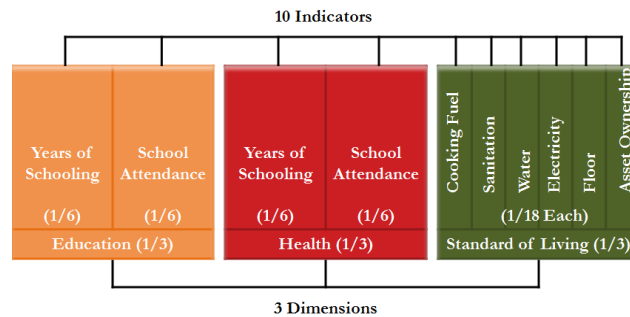 10 Indicators
Years of
Schooling
(1/6)
School
Attendance
(1/6)
Education (1/3)
Years of
Schooling
(1/6)
School
Attendance
(1/6)
Health (1/3)
Cooking Fuel
Sanitation
Water
Electricity
Floor
Asset Ownership
(1/18 Each)
Standard of Living (1/3)
3 Dimensions